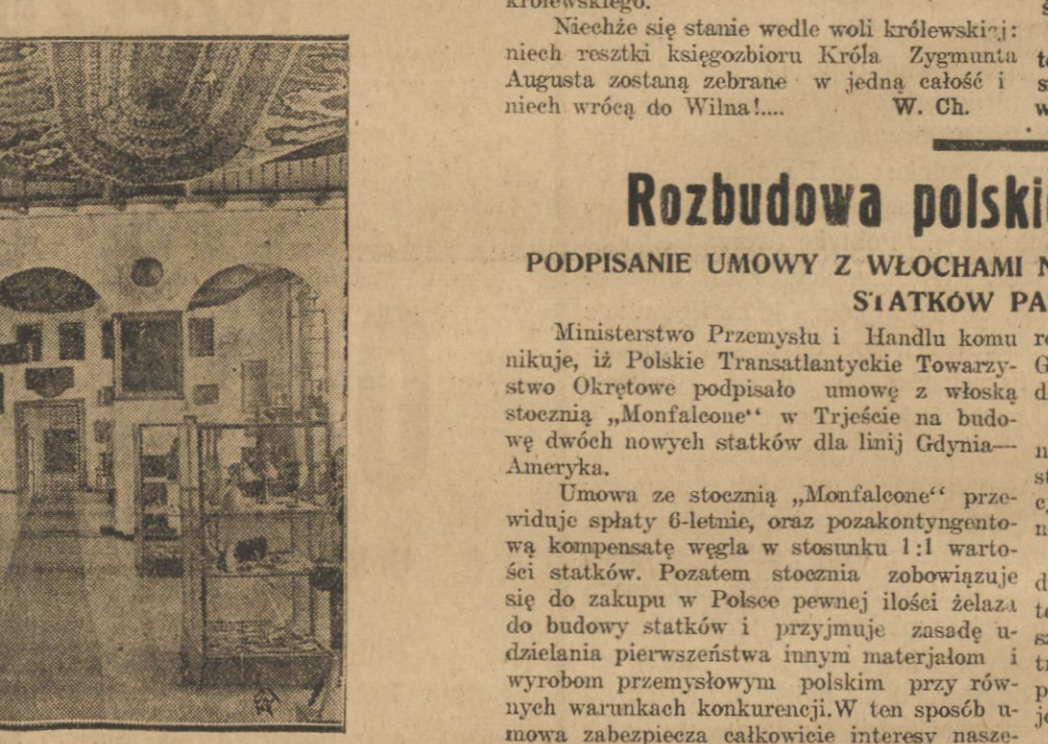 królewskiego.
Niechże się stanie wedle woli królewskiej:
niech resztki księgozbioru Króla Zygmunta
Augusta zostaną zebrane w jedną całość i
niech wrócą do Wilna!....
W. Ch.
Rozbudowa polskie
PODPISANIE UMOWY Z WŁOCHAMI N
STATKÓW PA
Ministerstwo Przemysłu i Handlu komu
nikuje, iż Polskie Transatlantyckie Towarzy-
stwo Okrętowe podpisało umowę z włoską
stocznią „Monfalcone“ w Trjeście na budo-
wę dwóch nowych statków dla linij Gdynia—
Ameryka.
Umowa ze stocznią „Monfalcone“ prze-
widuje spłaty 6-letnie, oraz pozakontyngento-
wą kompensatę węgla w stosunku 1:1 warto-
ści statków. Pozatem stocznia zobowiązuje
się do zakupu w Polsce pewnej ilości żelaza
do budowy statków i przyjmuje zasadę u-
dzielania pierwszeństwa innym materjałom i
wyrobom przemysłowym polskim przy rów-
nych warunkach konkurencji.W ten sposób u-
mowa zabezpiecza całkowicie interesy nasze-